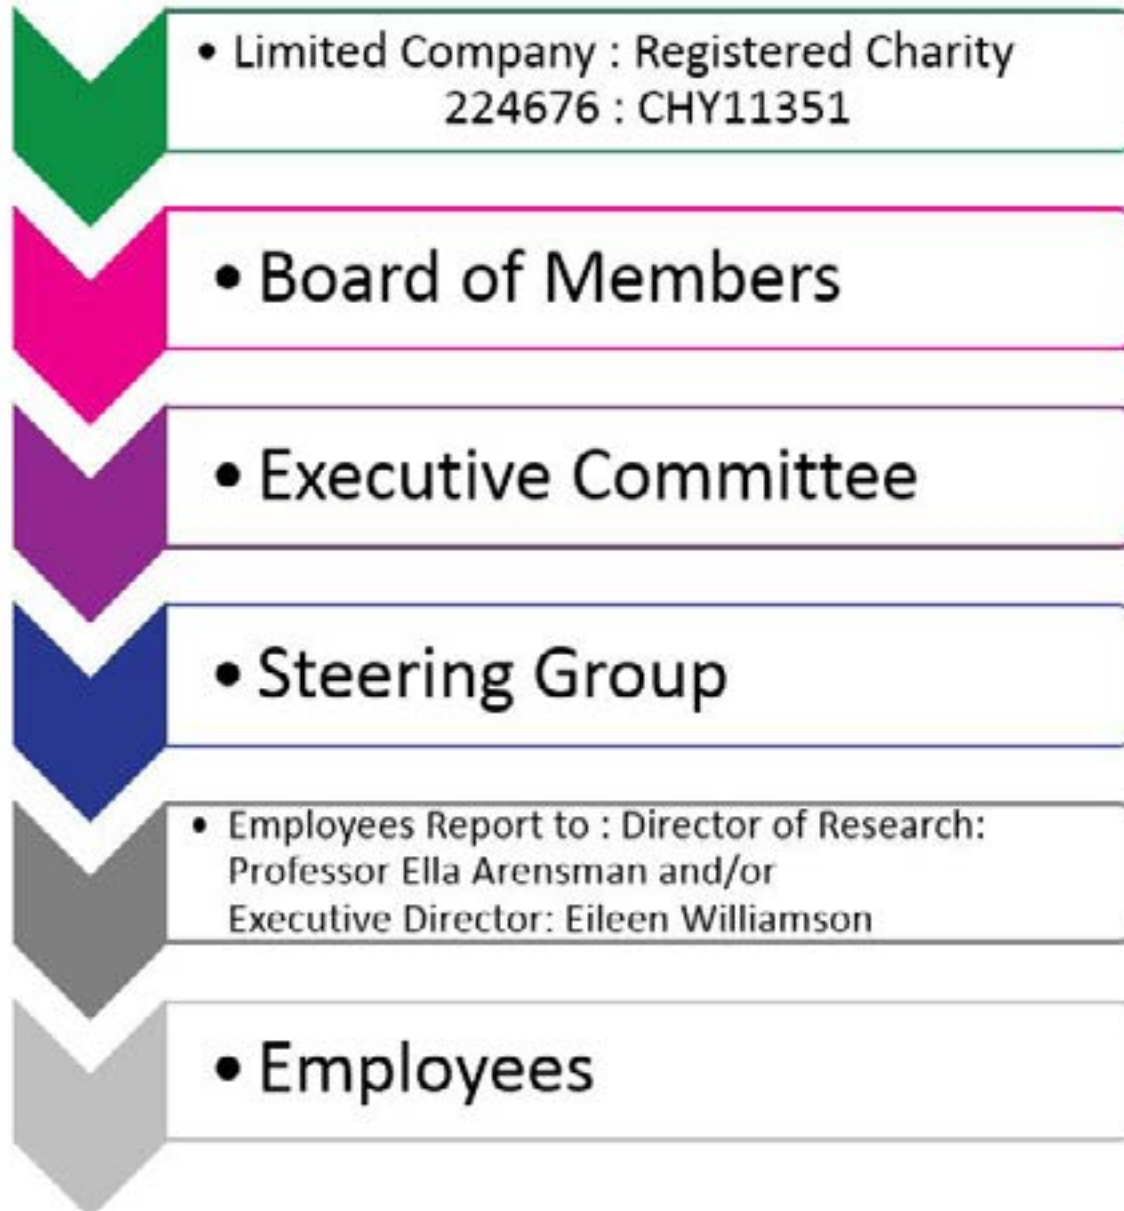 • Limited Company : Registered Charity
224676 : CHY11351
• Board of Members
• Executive Committee
• Steering Group
• Employees Report to : Director of Research:
Professor Ella Arensman and/or
Executive Director: Eileen Williamson
• Employees